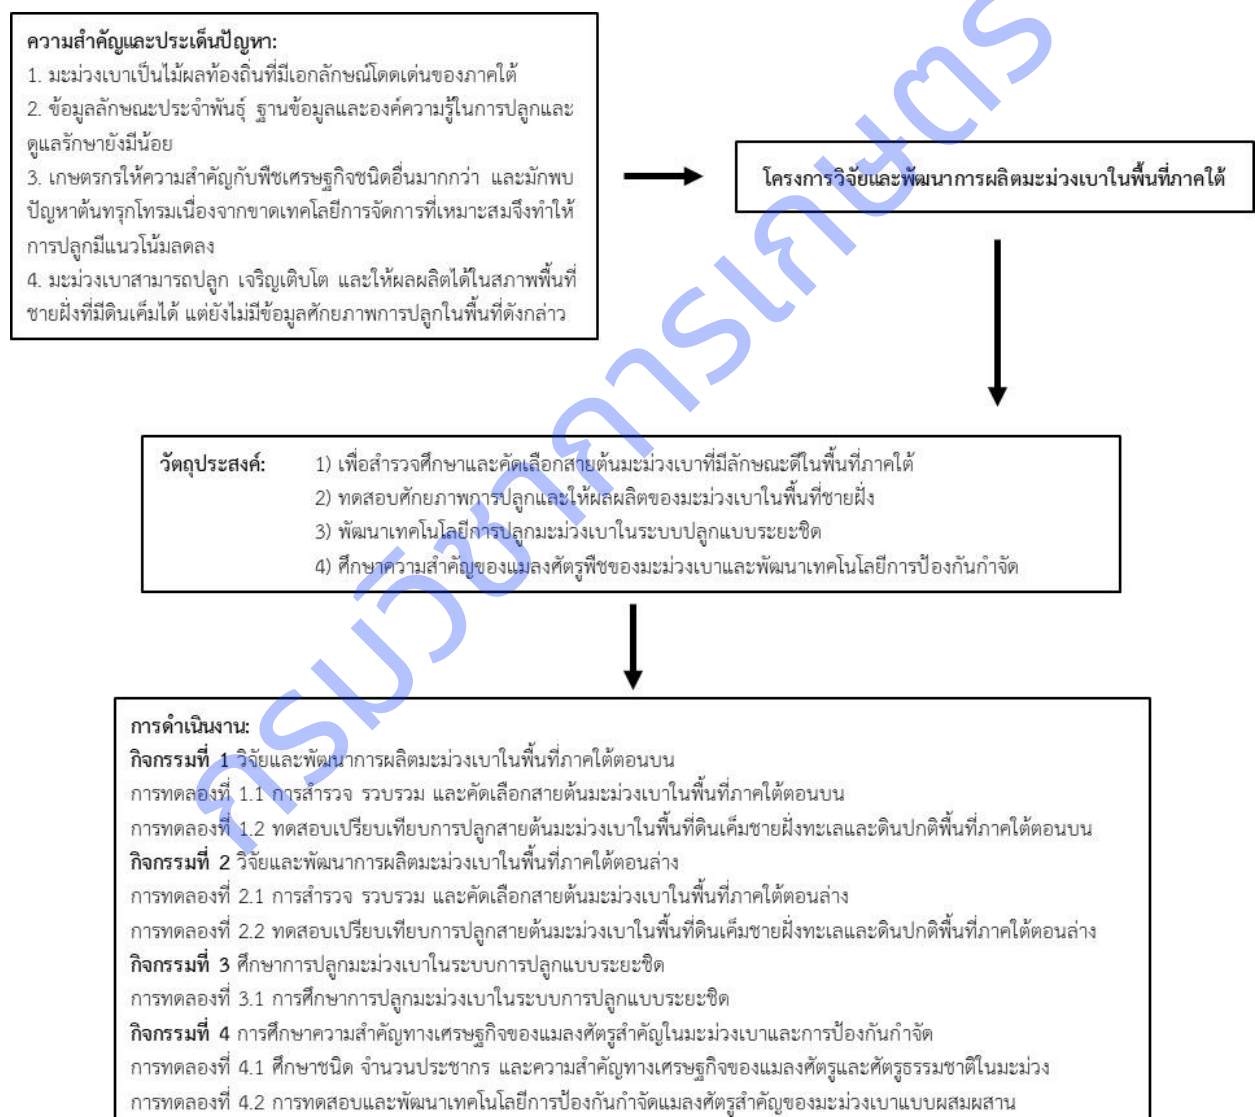 ความสำคัญและประเด็นปัญหา:
1. มะม่วงเบาเป็นไม้ผลท้องถิ่นที่มีเอกลักษณ์โดดเด่นของภาคใต้
2. ข้อมูลลักษณะประจำพันธุ์ ฐานข้อมูลและองค์ความรู้ในการปลูกและ
ดูแลรักษายังมีน้อย
3. เกษตรกรให้ความสำคัญกับพืชเศรษฐกิจชนิดอื่นมากกว่า และมักพบ
ปัญหาต้นทรุกโทรมเนื่องจากขาดเทคโลยีการจัดการที่เหมาะสมจึงทำให้
การปลูกมีแนวโน้มลดลง
4. มะม่วงเบาสามารถปลูก เจริญเติบโต และให้ผลผลิตได้ในสภาพพื้นที่
ชายฝั่งที่มีดินเค็มได้ แต่ยังไม่มีข้อมูลศักยภาพการปลูกในพื้นที่ดังกล่าว
โครงการวิจัยและพัฒนาการผลิตมะม่วงเบาในพื้นที่ภาคใต้
วัตถุประสงค์: 1) เพื่อสำรวจศึกษาและคัดเลือกสายต้นมะม่วงเบาที่มีลักษณะดีในพื้นที่ภาคใต้
2) ทดสอบศักยภาพการปลูกและให้ผลผลิตของมะม่วงเบาในพื้นที่ชายฝั่ง
3) พัฒนาเทคโนโลยีการปลูกมะม่วงเบาในระบบปลูกแบบระยะชิด
4) ศึกษาความสำคัญของแมลงศัตรูพืชของมะม่วงเบาและพัฒนาเทคโนโลยีการป้องกันกำจัด
การดำเนินงาน:
กิจกรรมที่ 1 วิจัยและพัฒนาการผลิตมะม่วงเบาในพื้นที่ภาคใต้ตอนบน
การทดลองที่ 1.1 การสำรวจ รวบรวม และคัดเลือกสายต้นมะม่วงเบาในพื้นที่ภาคใต้ตอนบน
การทดลองที่ 1.2 ทดสอบเปรียบเทียบการปลูกสายต้นมะม่วงเบาในพื้นที่ดินเค็มชายฝั่งทะเลและดินปกติพื้นที่ภาคใต้ตอนบน
กิจกรรมที่ 2 วิจัยและพัฒนาการผลิตมะม่วงเบาในพื้นที่ภาคใต้ตอนล่าง
การทดลองที่ 2.1 การสำรวจ รวบรวม และคัดเลือกสายต้นมะม่วงเบาในพื้นที่ภาคใต้ตอนล่าง
การทดลองที่ 2.2 ทดสอบเปรียบเทียบการปลูกสายต้นมะม่วงเบาในพื้นที่ดินเค็มชายฝั่งทะเลและดินปกติพื้นที่ภาคใต้ตอนล่าง
กิจกรรมที่ 3 ศึกษาการปลูกมะม่วงเบาในระบบการปลูกแบบระยะชิด
การทดลองที่ 3.1 การศึกษาการปลูกมะม่วงเบาในระบบการปลูกแบบระยะชิด
กิจกรรมที่ 4 การศึกษาความสำคัญทางเศรษฐกิจของแมลงศัตรูสำคัญในมะม่วงเบาและการป้องกันกำจัด
การทดลองที่ 4.1 ศึกษาชนิด จำนวนประชากร และความสำคัญทางเศรษฐกิจของแมลงศัตรูและศัตรูธรรมชาติในมะม่วง
การทดลองที่ 4.2 การทดสอบและพัฒนาเทคโนโลยีการป้องกันกำจัดแมลงศัตรูสำคัญของมะม่วงเบาแบบผสมผสาน
กรมวิชาการเกษตร